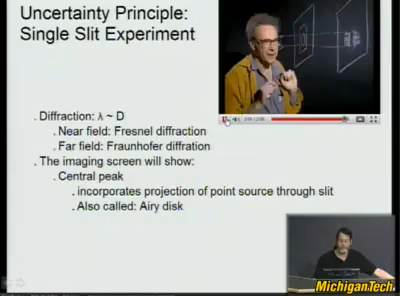 Uncertainty Principle:
Single Slit Experiment
. Diffraction: λ ~ D
. Near field: Fresnel diffraction
. Far field: Fraunhofer diffration
. The imaging screen will show:
. Central peak
. incorporates projection of point source through slit
. Also called: Airy disk
MichiganTech